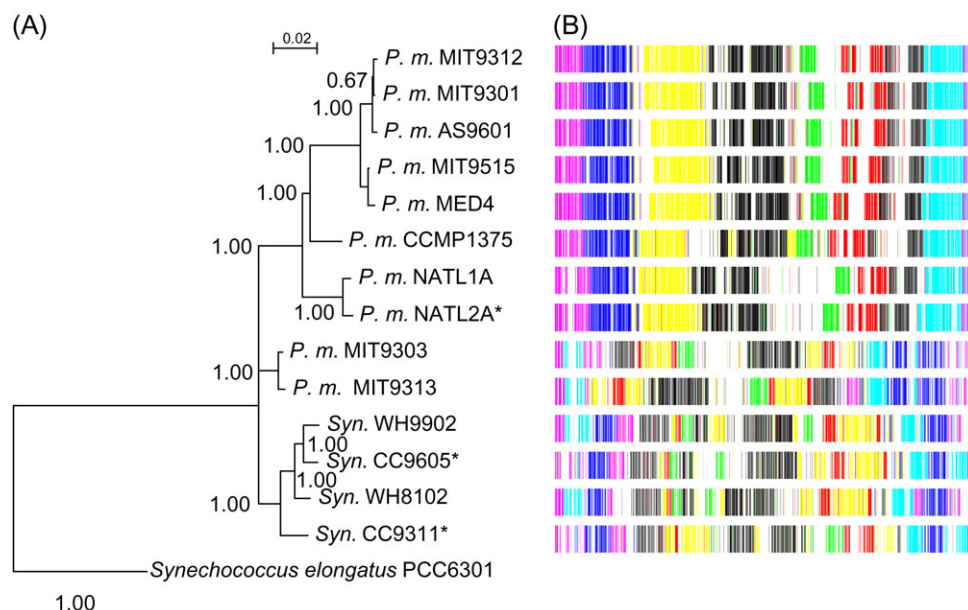 (A)
(B)
0.02
P. m. MIT9312
0.67
P. m. MIT9301
1.00
P. m. AS9601
1.00
P. m. MIT9515
1.00
P. m. MED4
1.00
P. m. CCMP1375
P. m. NATL1A
1.00
P. m. NATL2A*
P. m. MIT9303
1.00
P. m. MIT9313
Syn. WH9902
1.00
Syn. CC9605*
1.00
Syn. WH8102
1.00
Syn. CC9311*
Synechococcus elongatus PCC6301
1.00